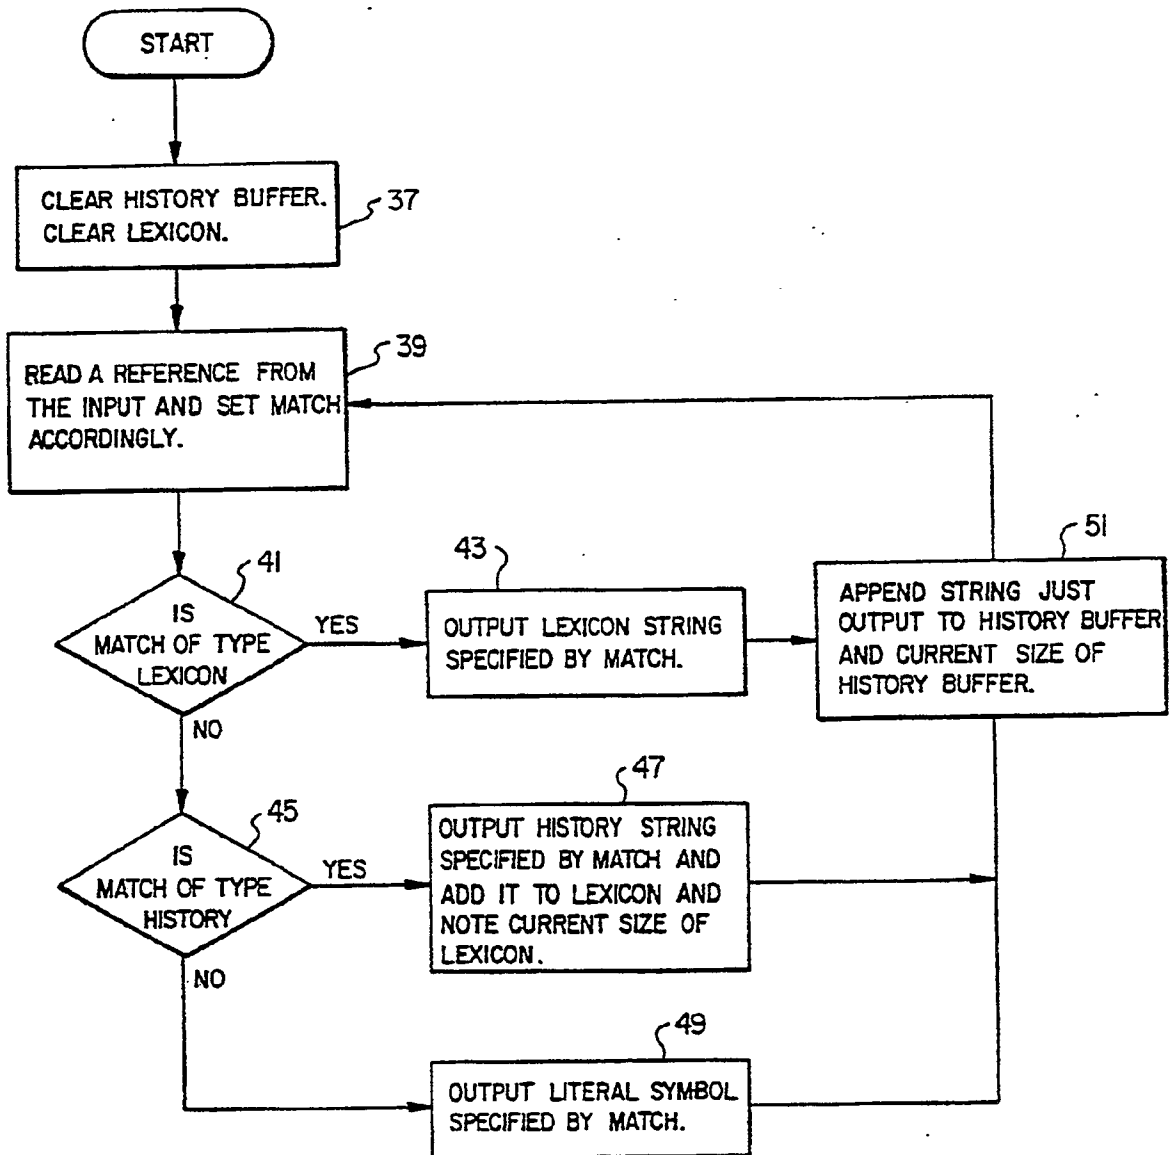 START
CLEAR HISTORY BUFFER.
CLEAR LEXICON.
37
READ A REFERENCE FROM
THE INPUT AND SET MATCH
ACCORDINGLY.
39
IS
MATCH OF TYPE
LEXICON
41
YES
NO
43
OUTPUT LEXICON STRING
SPECIFIED BY MATCH.
51
APPEND STRING JUST
OUTPUT TO HISTORY BUFFER
AND CURRENT SIZE OF
HISTORY BUFFER.
IS
MATCH OF TYPE
HISTORY
45
YES
NO
47
OUTPUT HISTORY STRING
SPECIFIED BY MATCH AND
ADD IT TO LEXICON AND
NOTE CURRENT SIZE OF
LEXICON.
49
OUTPUT LITERAL SYMBOL
SPECIFIED BY MATCH.